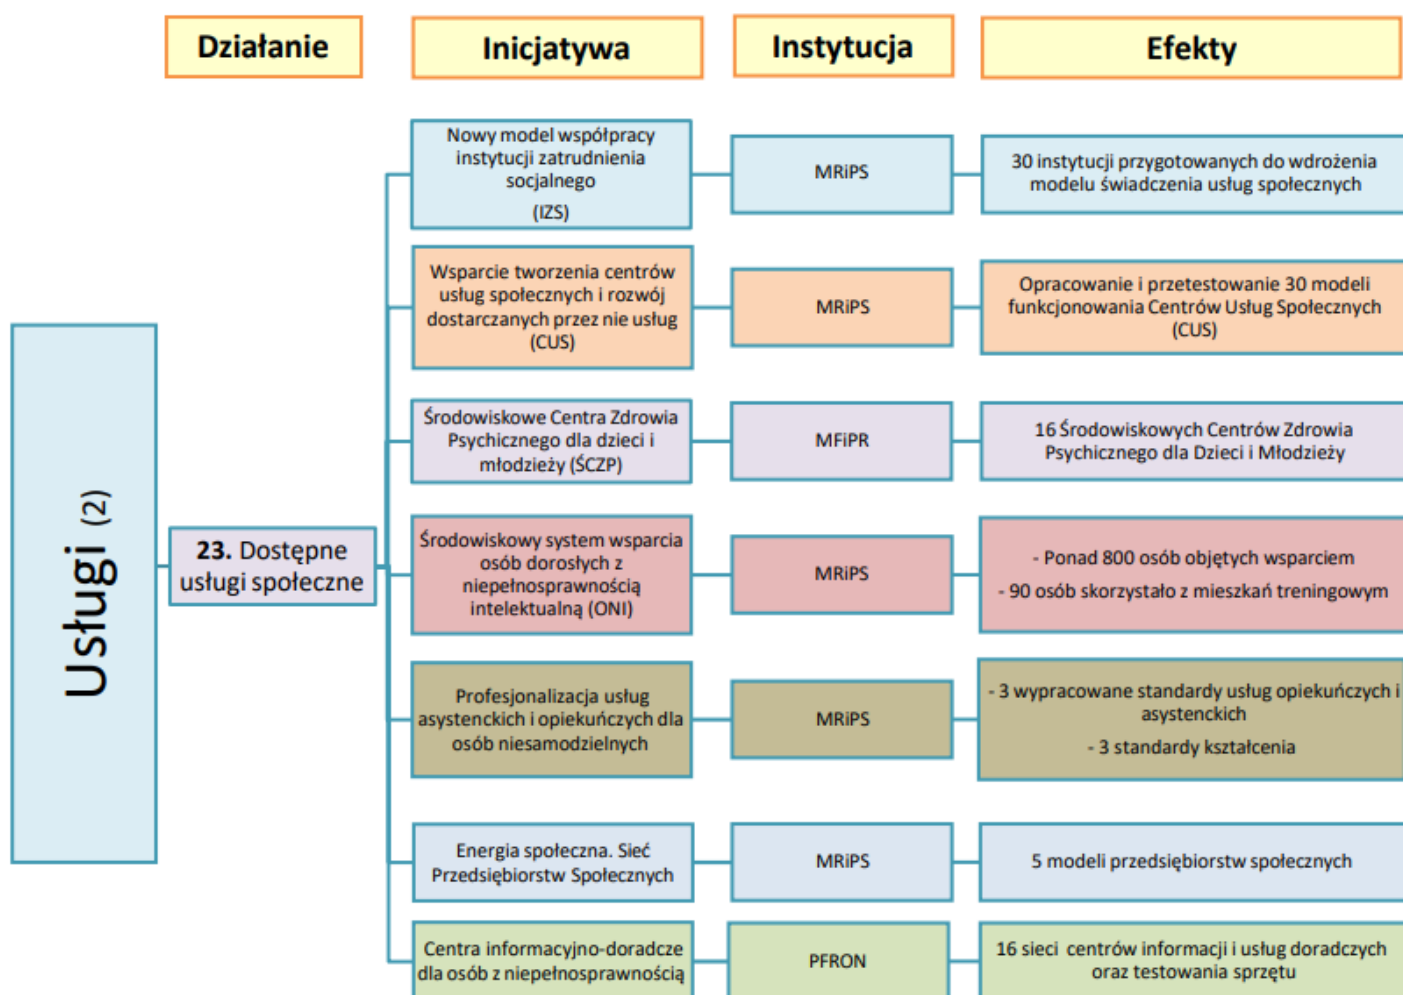 Działanie
Inicjatywa
Instytucja
Efekty
Usługi (2)
23. Dostępne
usługi społeczne
Nowy model współpracy
instytucji zatrudnienia
socjalnego
(IZS)
MRiPS
30 instytucji przygotowanych do wdrożenia
modelu świadczenia usług społecznych
Wsparcie tworzenia centrów
usług społecznych i rozwój
dostarczanych przez nie usług
(CUS)
MRiPS
Opracowanie i przetestowanie 30 modeli
funkcjonowania Centrów Usług Społecznych
(CUS)
Środowiskowe Centra Zdrowia
Psychicznego dla dzieci i
młodzieży (ŚCZP)
MFiPR
16 Środowiskowych Centrów Zdrowia
Psychicznego dla Dzieci i Młodzieży
Środowiskowy system wsparcia
osób dorosłych z
niepełnosprawnością
intelektualną (ONI)
MRiPS
- Ponad 800 osób objętych wsparciem
- 90 osób skorzystało z mieszkań treningowym
Profesjonalizacja usług
asystenckich i opiekuńczych dla
osób niesamodzielnych
MRiPS
- 3 wypracowane standardy usług opiekuńczych i
asystenckich
- 3 standardy kształcenia
Energia społeczna. Sieć
Przedsiębiorstw Społecznych
MRiPS
5 modeli przedsiębiorstw społecznych
Centra informacyjno-doradcze
dla osób z niepełnosprawnością
PFRON
16 sieci centrów informacji i usług doradczych
oraz testowania sprzętu